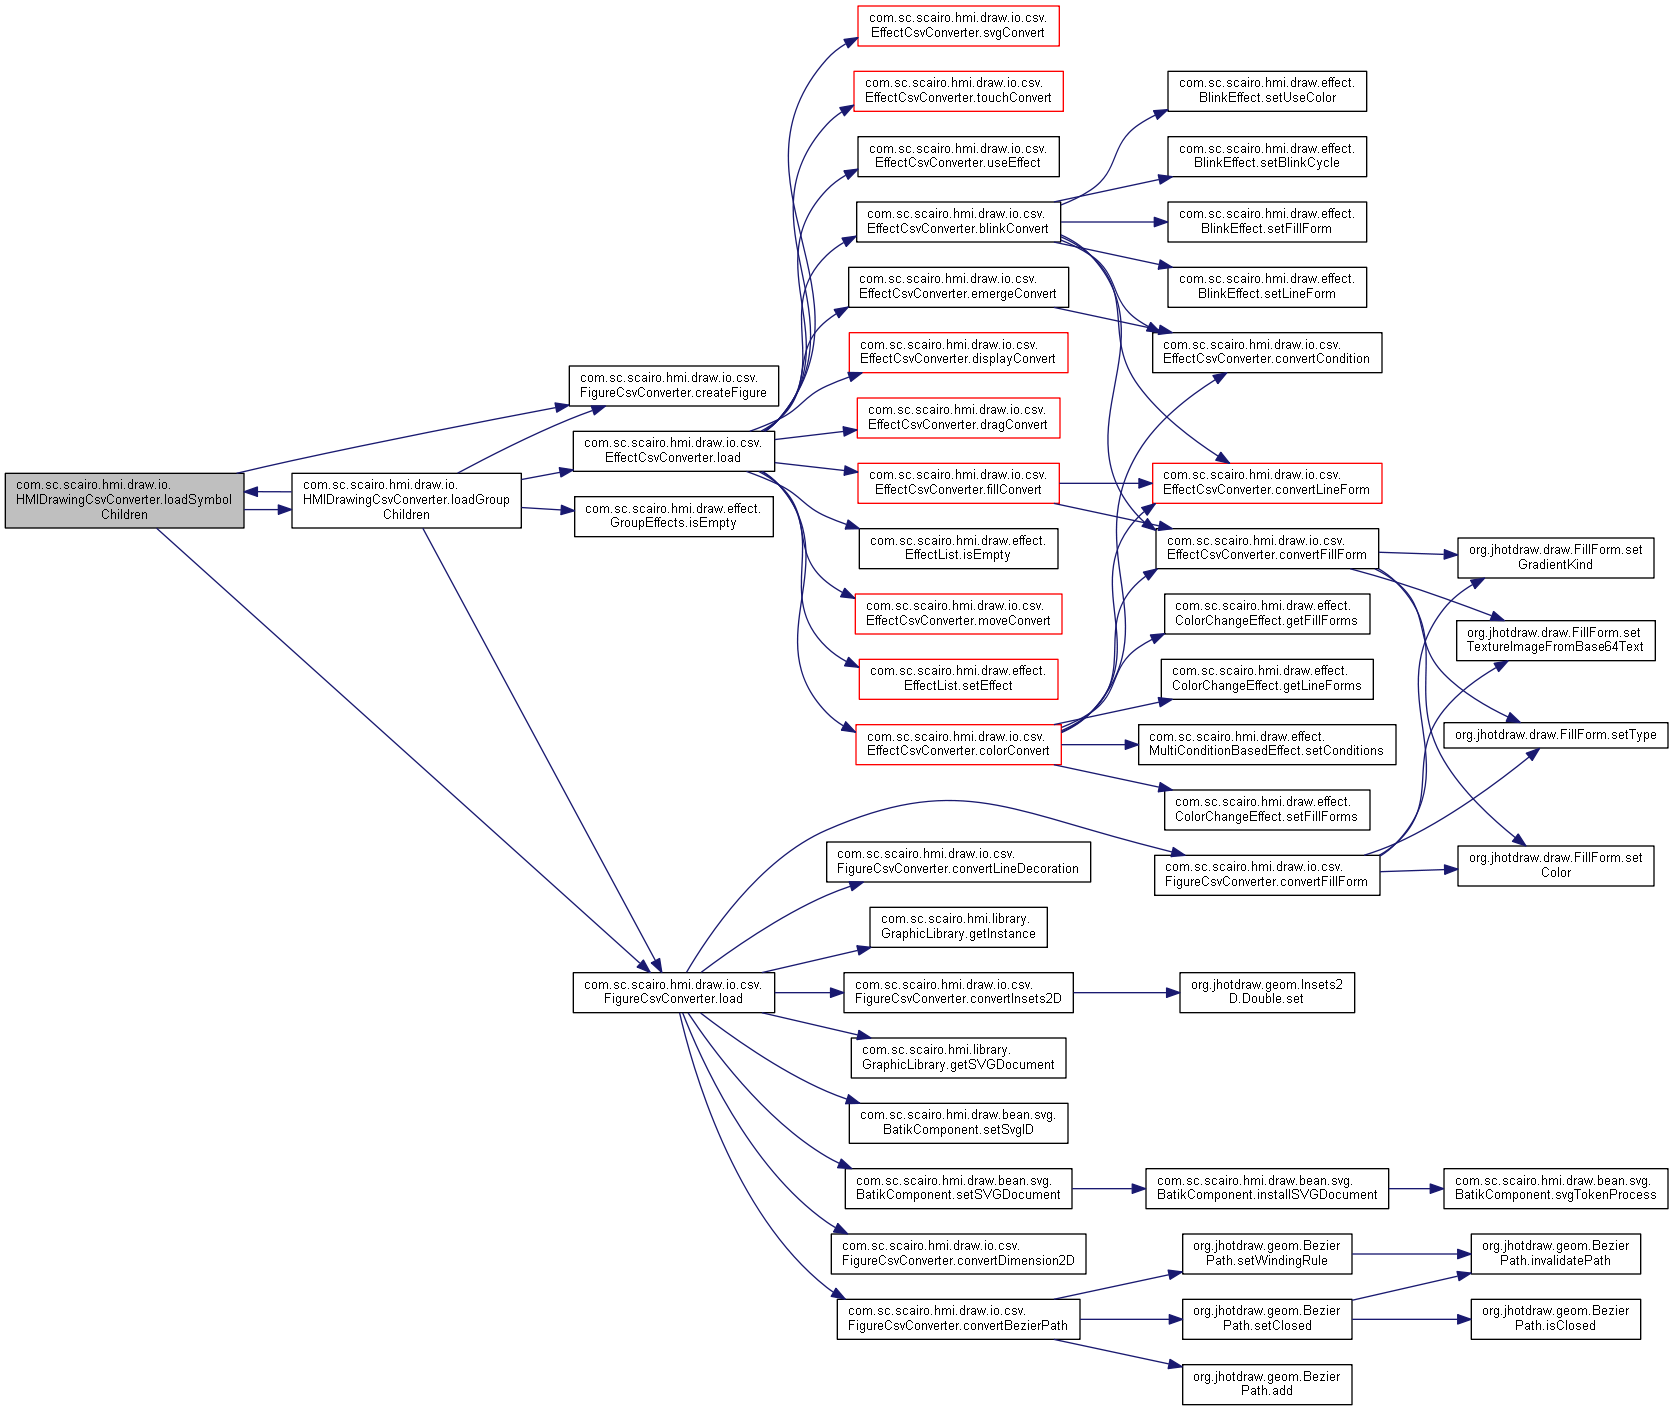 com.sc.scairo.hmi.draw.io.
HMIDrawingCsvConverter.loadSymbol
Children
com.sc.scairo.hmi.draw.io.
HMIDrawingCsvConverter.loadGroup
Children
com.sc.scairo.hmi.draw.io.csv.
FigureCsvConverter.createFigure
com.sc.scairo.hmi.draw.io.csv.
EffectCsvConverter.load
com.sc.scairo.hmi.draw.effect.
GroupEffects.isEmpty
com.sc.scairo.hmi.draw.io.csv.
FigureCsvConverter.load
com.sc.scairo.hmi.draw.io.csv.
EffectCsvConverter.svgConvert
com.sc.scairo.hmi.draw.io.csv.
EffectCsvConverter.touchConvert
com.sc.scairo.hmi.draw.io.csv.
EffectCsvConverter.useEffect
com.sc.scairo.hmi.draw.io.csv.
EffectCsvConverter.blinkConvert
com.sc.scairo.hmi.draw.io.csv.
EffectCsvConverter.emergeConvert
com.sc.scairo.hmi.draw.io.csv.
EffectCsvConverter.displayConvert
com.sc.scairo.hmi.draw.io.csv.
EffectCsvConverter.dragConvert
com.sc.scairo.hmi.draw.io.csv.
EffectCsvConverter.fillConvert
com.sc.scairo.hmi.draw.effect.
EffectList.isEmpty
com.sc.scairo.hmi.draw.io.csv.
EffectCsvConverter.moveConvert
com.sc.scairo.hmi.draw.effect.
EffectList.setEffect
com.sc.scairo.hmi.draw.io.csv.
EffectCsvConverter.colorConvert
com.sc.scairo.hmi.draw.io.csv.
FigureCsvConverter.convertLineDecoration
com.sc.scairo.hmi.library.
GraphicLibrary.getInstance
com.sc.scairo.hmi.draw.io.csv.
FigureCsvConverter.convertInsets2D
com.sc.scairo.hmi.library.
GraphicLibrary.getSVGDocument
com.sc.scairo.hmi.draw.bean.svg.
BatikComponent.setSvgID
com.sc.scairo.hmi.draw.bean.svg.
BatikComponent.setSVGDocument
com.sc.scairo.hmi.draw.io.csv.
FigureCsvConverter.convertDimension2D
com.sc.scairo.hmi.draw.io.csv.
FigureCsvConverter.convertBezierPath
com.sc.scairo.hmi.draw.effect.
BlinkEffect.setUseColor
com.sc.scairo.hmi.draw.effect.
BlinkEffect.setBlinkCycle
com.sc.scairo.hmi.draw.effect.
BlinkEffect.setFillForm
com.sc.scairo.hmi.draw.effect.
BlinkEffect.setLineForm
com.sc.scairo.hmi.draw.io.csv.
EffectCsvConverter.convertCondition
com.sc.scairo.hmi.draw.io.csv.
EffectCsvConverter.convertLineForm
com.sc.scairo.hmi.draw.io.csv.
EffectCsvConverter.convertFillForm
com.sc.scairo.hmi.draw.effect.
ColorChangeEffect.getFillForms
com.sc.scairo.hmi.draw.effect.
ColorChangeEffect.getLineForms
com.sc.scairo.hmi.draw.effect.
MultiConditionBasedEffect.setConditions
com.sc.scairo.hmi.draw.effect.
ColorChangeEffect.setFillForms
com.sc.scairo.hmi.draw.io.csv.
FigureCsvConverter.convertFillForm
org.jhotdraw.geom.Insets2
D.Double.set
com.sc.scairo.hmi.draw.bean.svg.
BatikComponent.installSVGDocument
org.jhotdraw.geom.Bezier
Path.setWindingRule
org.jhotdraw.geom.Bezier
Path.setClosed
org.jhotdraw.geom.Bezier
Path.add
org.jhotdraw.draw.FillForm.set
GradientKind
org.jhotdraw.draw.FillForm.set
TextureImageFromBase64Text
org.jhotdraw.draw.FillForm.setType
org.jhotdraw.draw.FillForm.set
Color
com.sc.scairo.hmi.draw.bean.svg.
BatikComponent.svgTokenProcess
org.jhotdraw.geom.Bezier
Path.invalidatePath
org.jhotdraw.geom.Bezier
Path.isClosed